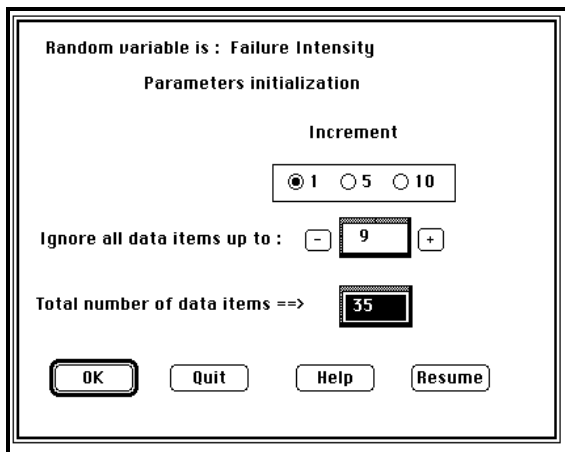 Random variable is : Failure Intensity
Parameters initialization
Increment
1 5 10
Ignore all data items up to : - 9 +
Total number of data items ==> 35
OK Quit Help Resume